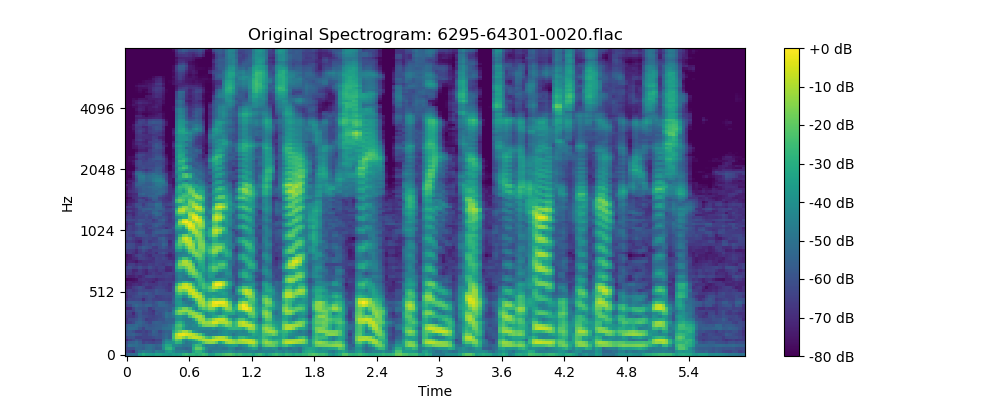 Original Spectrogram: 6295-64301-0020.flac
Hz
4096
2048
1024
512
0
0 0.6 1.2 1.8 2.4 3 3.6 4.2 4.8 5.4
Time
+0 dB
-10 dB
-20 dB
-30 dB
-40 dB
-50 dB
-60 dB
-70 dB
-80 dB